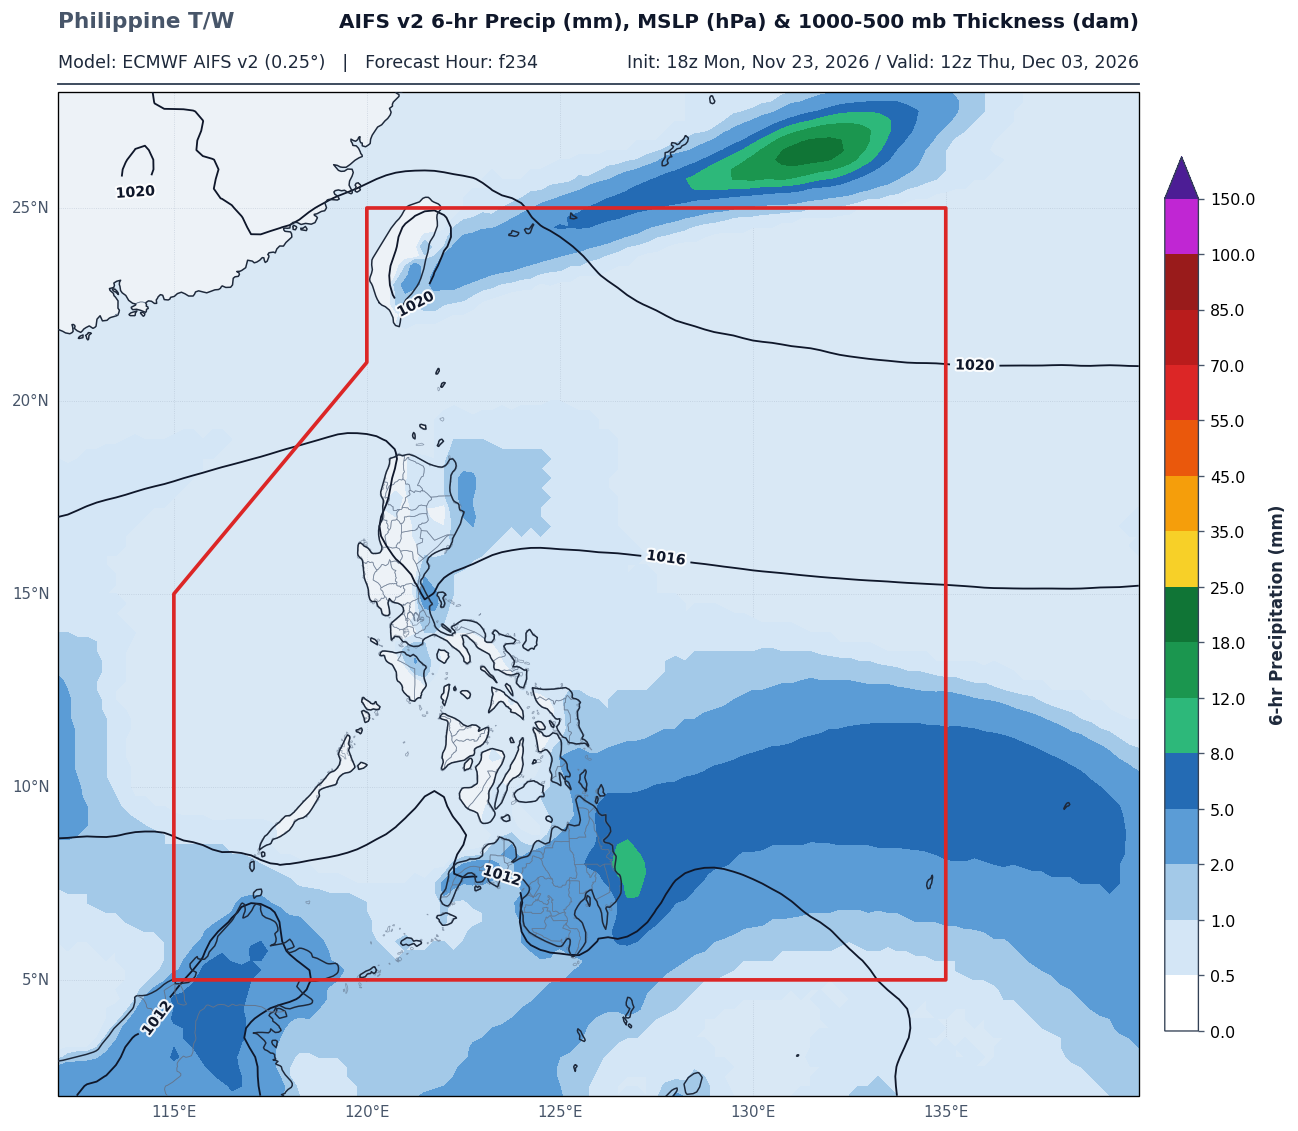 Philippine T/W
AIFS v2 6-hr Precip (mm), MSLP (hPa) & 1000-500 mb Thickness (dam)
Model: ECMWF AIFS v2 (0.25°) | Forecast Hour: f234
Init: 18z Mon, Nov 23, 2026 / Valid: 12z Thu, Dec 03, 2026
1020
25°N
1020
1020
20°N
1016
15°N
10°N
1012
5°N
1012
115°E
120°E
125°E
130°E
135°E
150.0
100.0
85.0
70.0
55.0
45.0
35.0
25.0
18.0
12.0
8.0
5.0
2.0
1.0
0.5
0.0
6-hr Precipitation (mm)